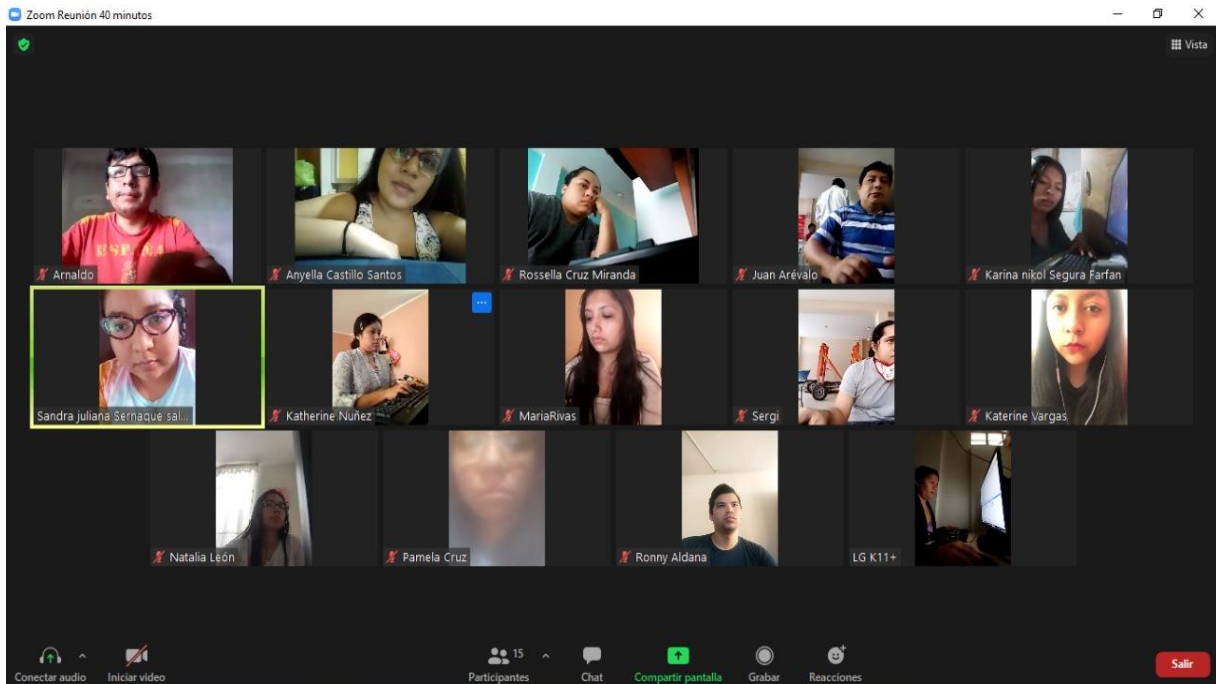 Zoom Reunión 40 minutos
Vista
ESPAÑA
Arnaldo
Anyella Castillo Santos
Rossella Cruz Miranda
Juan Arévalo
Karina nikol Segura Farfan
Sandra juliana Sernaque sal...
Katherine Nuñez
MariaRivas
Sergi
Katerine Vargas
Natalia León
Pamela Cruz
Ronny Aldana
LG K11+
15
Conectar audio
Iniciar video
Participantes
Chat
Compartir pantalla
Grabar
Reacciones
Salir